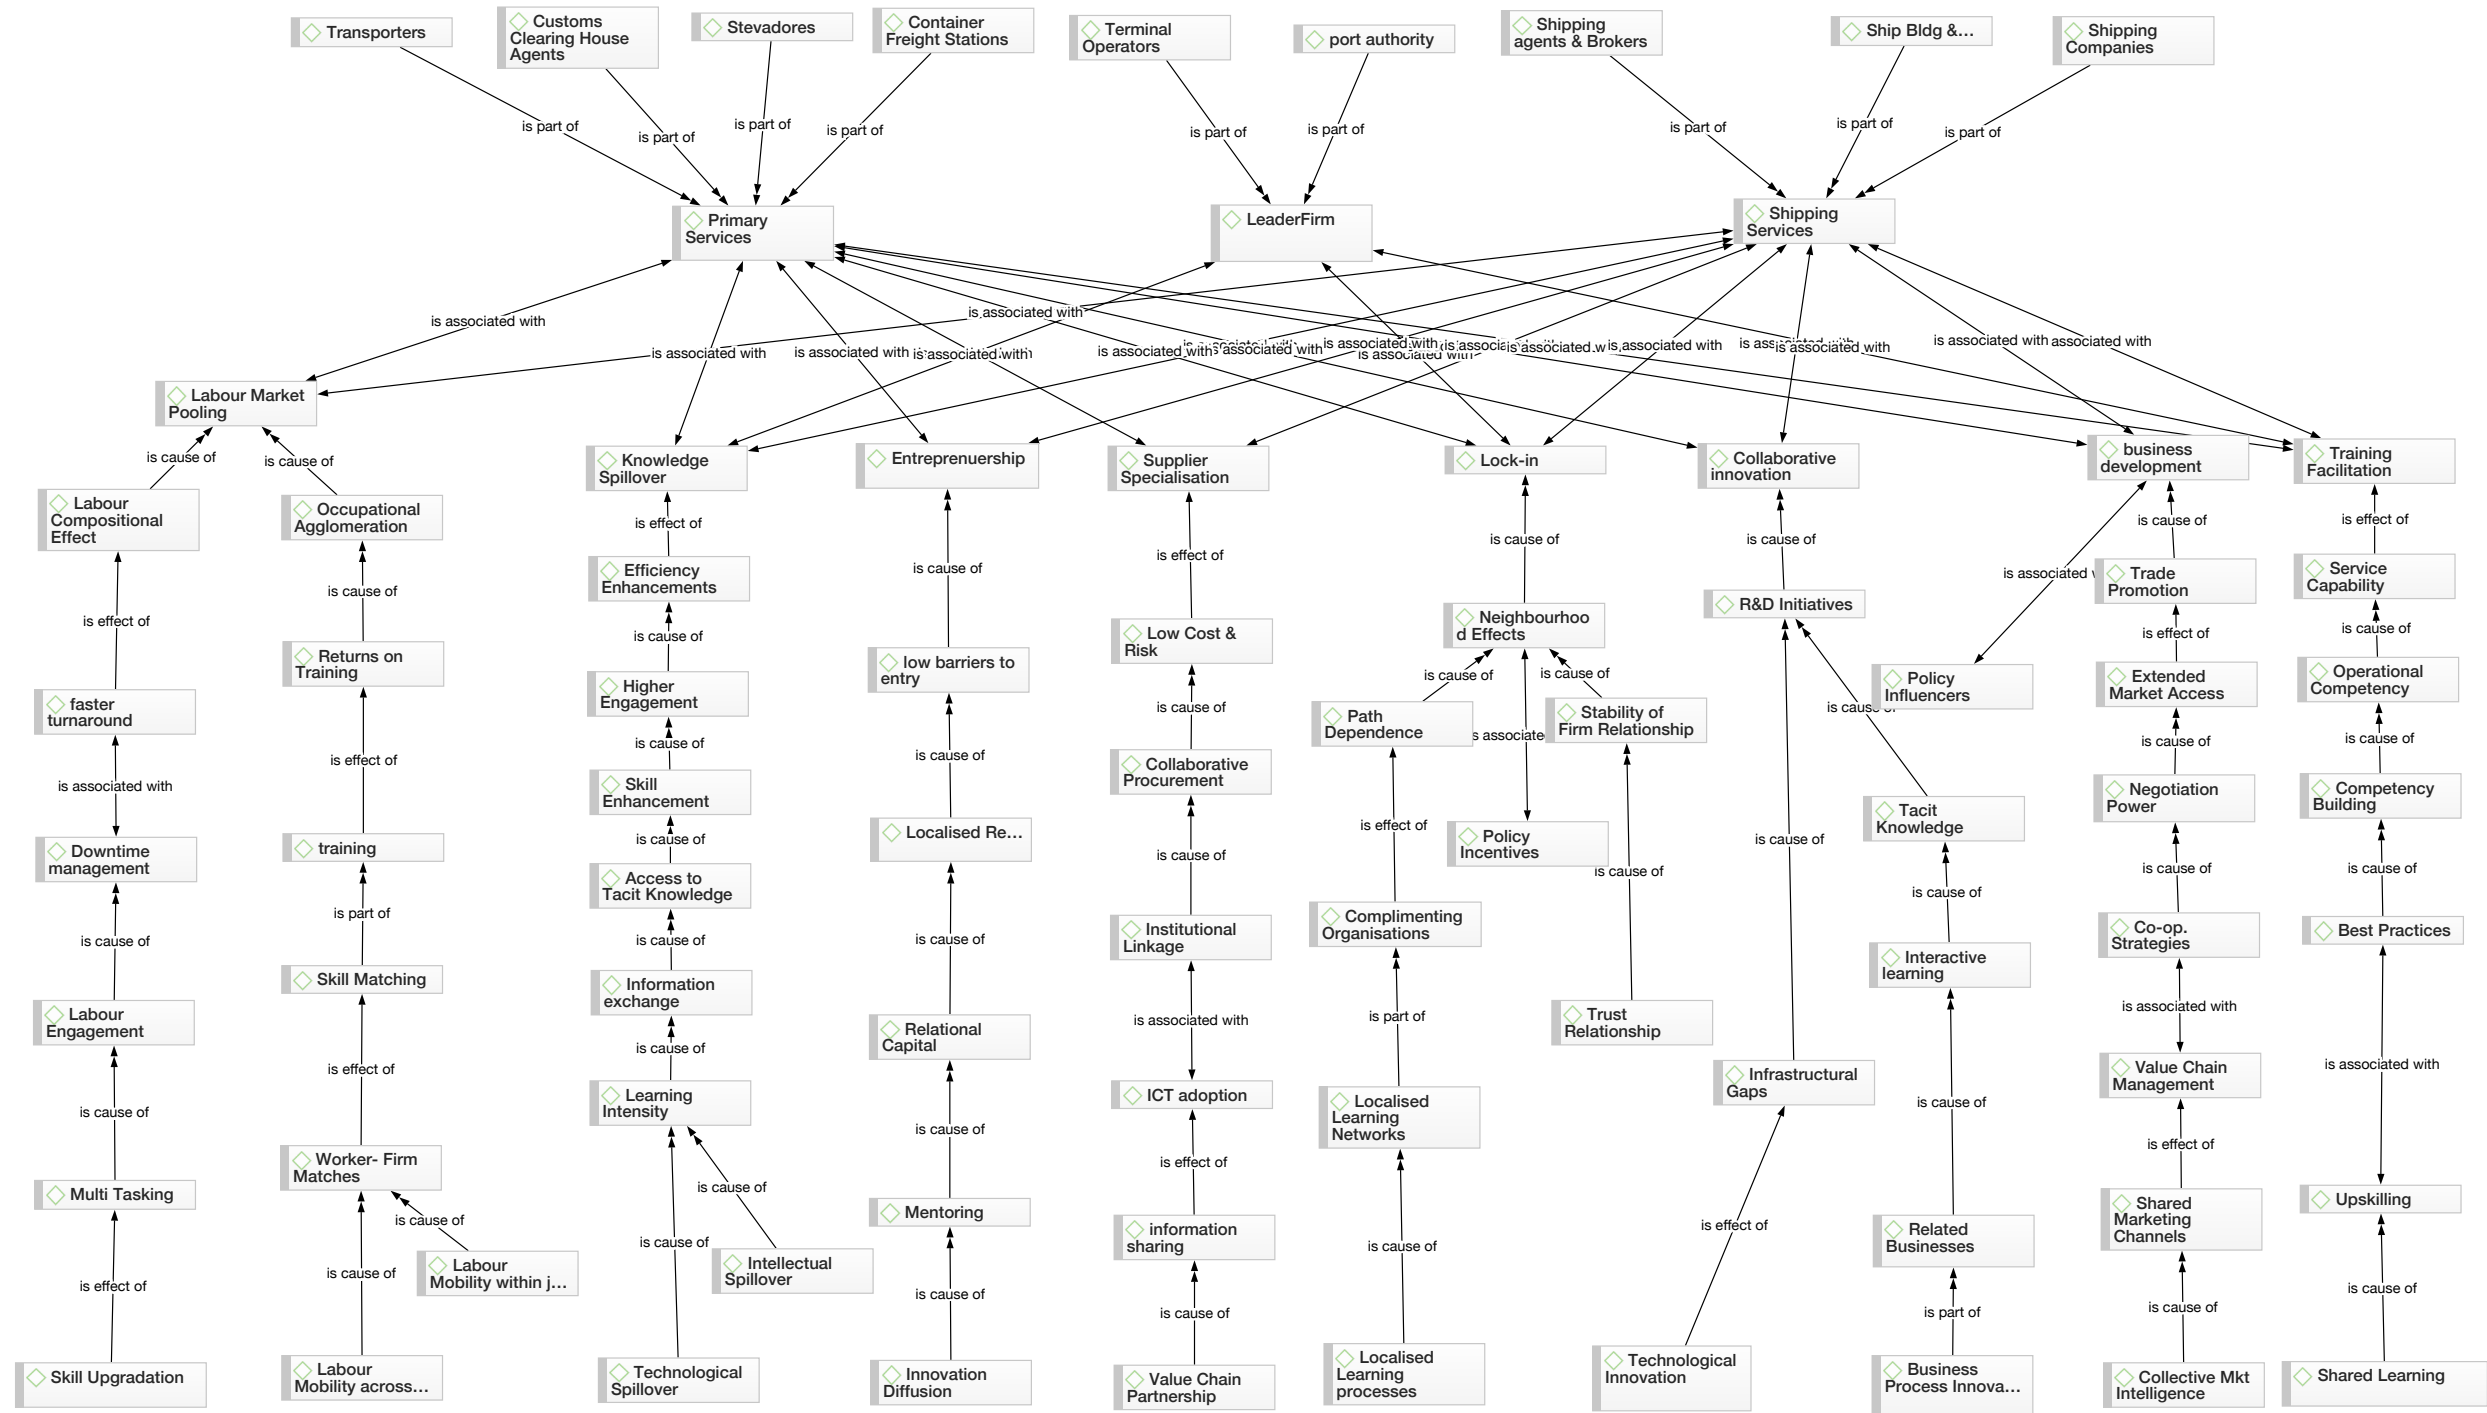 Transporters
Customs
Clearing House
Agents
Stevadores
Container
Freight Stations
Terminal
Operators
port authority
Shipping
agents & Brokers
Ship Bldg &...
Shipping
Companies
is part of
is part of
is part of
is part of
is part of
is part of
is part of
is part of
is part of
Primary
Services
LeaderFirm
Shipping
Services
is associated with
is associated with
is associated with
is associated with
is associated with
is associated with
is associated with
is associated with
is associated with
is associated with
is associated with
is associated with
is associated with
Labour Market
Pooling
Knowledge
Spillover
Entreprenuership
Supplier
Specialisation
Lock-in
Collaborative
innovation
business
development
Training
Facilitation
is cause of
is cause of
Labour
Compositional
Effect
is effect of
faster
turnaround
is associated with
Downtime
management
is cause of
Labour
Engagement
is cause of
Multi Tasking
is effect of
Skill Upgradation
Occupational
Agglomeration
is cause of
Returns on
Training
is effect of
training
is part of
Skill Matching
is effect of
Worker- Firm
Matches
is cause of
is cause of
Labour
Mobility within j...
Labour
Mobility across...
is effect of
Efficiency
Enhancements
is cause of
Higher
Engagement
is cause of
Skill
Enhancement
is cause of
Access to
Tacit Knowledge
is cause of
Information
exchange
is cause of
Learning
Intensity
is cause of
is cause of
Intellectual
Spillover
Technological
Spillover
is cause of
low barriers to
entry
is cause of
Localised Re...
is cause of
Relational
Capital
is cause of
Mentoring
is cause of
Innovation
Diffusion
is effect of
Low Cost &
Risk
is cause of
Collaborative
Procurement
is cause of
Institutional
Linkage
is associated with
ICT adoption
is effect of
information
sharing
is cause of
Value Chain
Partnership
is cause of
Neighbourhoo
d Effects
is cause of
is cause of
Path
Dependence
s associate
Stability of
Firm Relationship
is effect of
Policy
Incentives
is cause of
Complimenting
Organisations
is part of
Trust
Relationship
Localised
Learning
Networks
is cause of
Localised
Learning
processes
is cause of
R&D Initiatives
is cause of
is cause of
Infrastructural
Gaps
is effect of
Technological
Innovation
Tacit
Knowledge
is cause of
Interactive
learning
is cause of
Related
Businesses
is part of
Business
Process Innova...
is associated w
Policy
Influencers
is cause of
Trade
Promotion
is effect of
Extended
Market Access
is cause of
Negotiation
Power
is cause of
Co-op.
Strategies
is associated with
Value Chain
Management
is effect of
Shared
Marketing
Channels
is cause of
Collective Mkt
Intelligence
is effect of
Service
Capability
is cause of
Operational
Competency
is cause of
Competency
Building
is cause of
Best Practices
is associated with
Upskilling
is cause of
Shared Learning